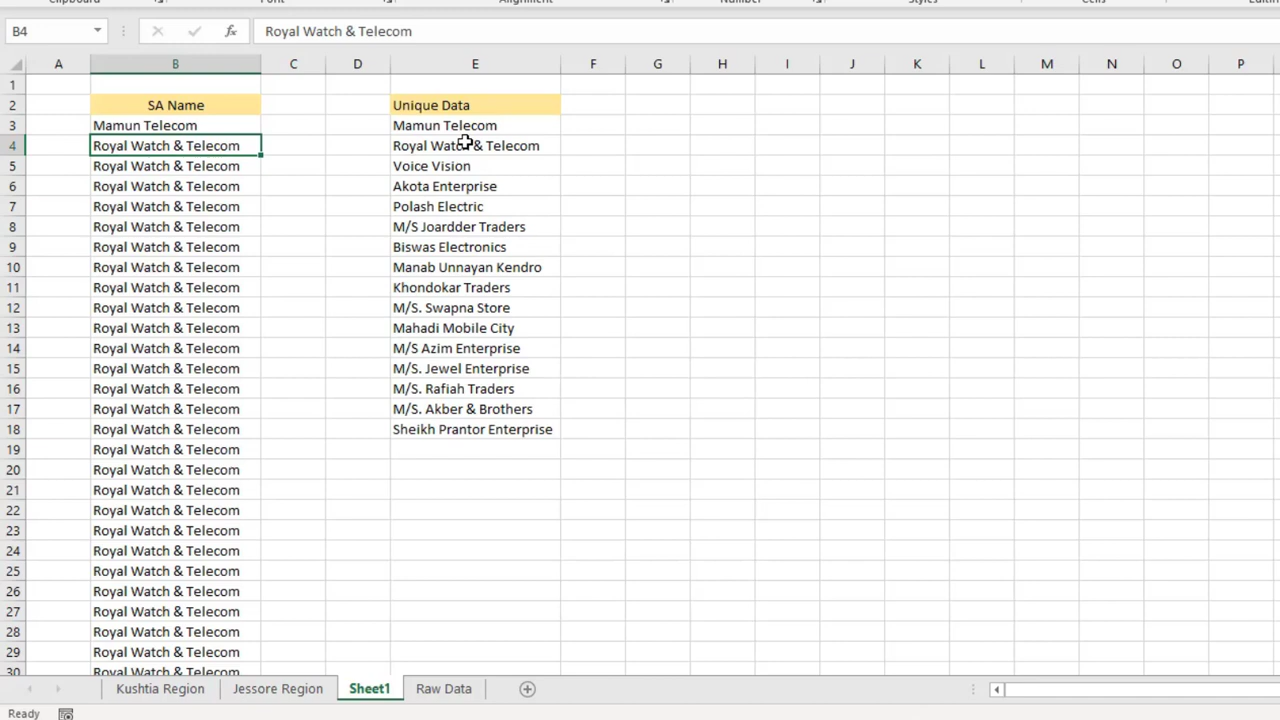 Clipboard Font Alignment Number Styles Cells
B4 fx Royal Watch & Telecom
A B C D E F G H I J K L M N O P
1
2 SA Name Unique Data
3 Mamun Telecom Mamun Telecom
4 Royal Watch & Telecom Royal Watch & Telecom
5 Royal Watch & Telecom Voice Vision
6 Royal Watch & Telecom Akota Enterprise
7 Royal Watch & Telecom Polash Electric
8 Royal Watch & Telecom M/S Joardder Traders
9 Royal Watch & Telecom Biswas Electronics
10 Royal Watch & Telecom Manab Unnayan Kendro
11 Royal Watch & Telecom Khondokar Traders
12 Royal Watch & Telecom M/S. Swapna Store
13 Royal Watch & Telecom Mahadi Mobile City
14 Royal Watch & Telecom M/S Azim Enterprise
15 Royal Watch & Telecom M/S. Jewel Enterprise
16 Royal Watch & Telecom M/S. Rafiah Traders
17 Royal Watch & Telecom M/S. Akber & Brothers
18 Royal Watch & Telecom Sheikh Prantor Enterprise
19 Royal Watch & Telecom
20 Royal Watch & Telecom
21 Royal Watch & Telecom
22 Royal Watch & Telecom
23 Royal Watch & Telecom
24 Royal Watch & Telecom
25 Royal Watch & Telecom
26 Royal Watch & Telecom
27 Royal Watch & Telecom
28 Royal Watch & Telecom
29 Royal Watch & Telecom
30 Royal Watch & Telecom
Kushtia Region Jessore Region Sheet1 Raw Data
Ready